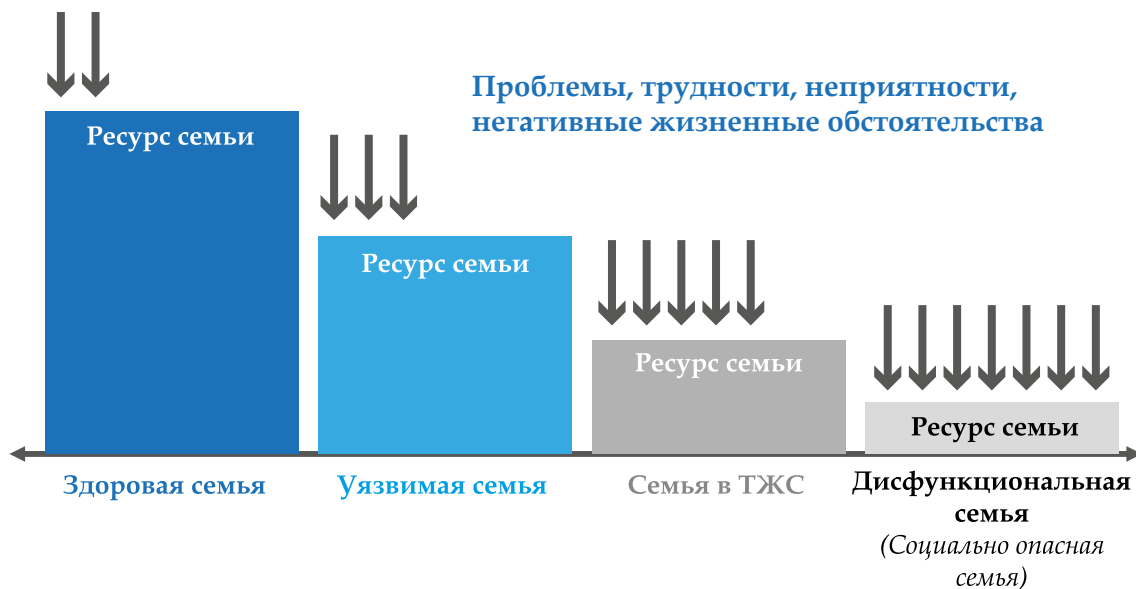 Проблемы, трудности, неприятности,
негативные жизненные обстоятельства
Ресурс семьи
Ресурс семьи
Ресурс семьи
Ресурс семьи
Здоровая семья
Уязвимая семья
Семья в ТЖС
Дисфункциональная
семья
(Социально опасная
семья)